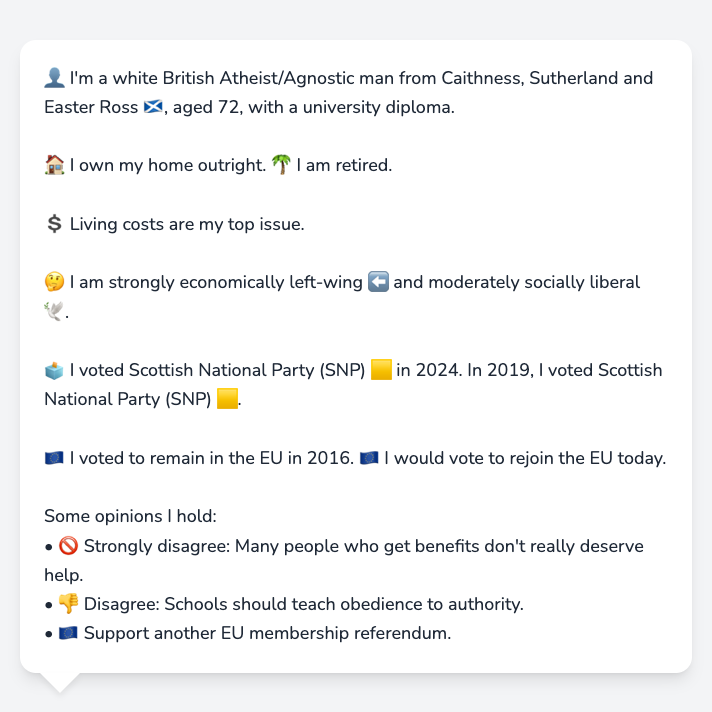 👤 I'm a white British Atheist/Agnostic man from Caithness, Sutherland and
Easter Ross 🏴󠁧󠁢󠁳󠁣󠁴󠁿, aged 72, with a university diploma.
🏠 I own my home outright. 🌴 I am retired.
💲 Living costs are my top issue.
🤔 I am strongly economically left-wing ⬅️ and moderately socially liberal
🕊️.
🗳️ I voted Scottish National Party (SNP) 🟨 in 2024. In 2019, I voted Scottish
National Party (SNP) 🟨.
🇪🇺 I voted to remain in the EU in 2016. 🇪🇺 I would vote to rejoin the EU today.
Some opinions I hold:
• 🚫 Strongly disagree: Many people who get benefits don't really deserve
help.
• 👎 Disagree: Schools should teach obedience to authority.
• 🇪🇺 Support another EU membership referendum.